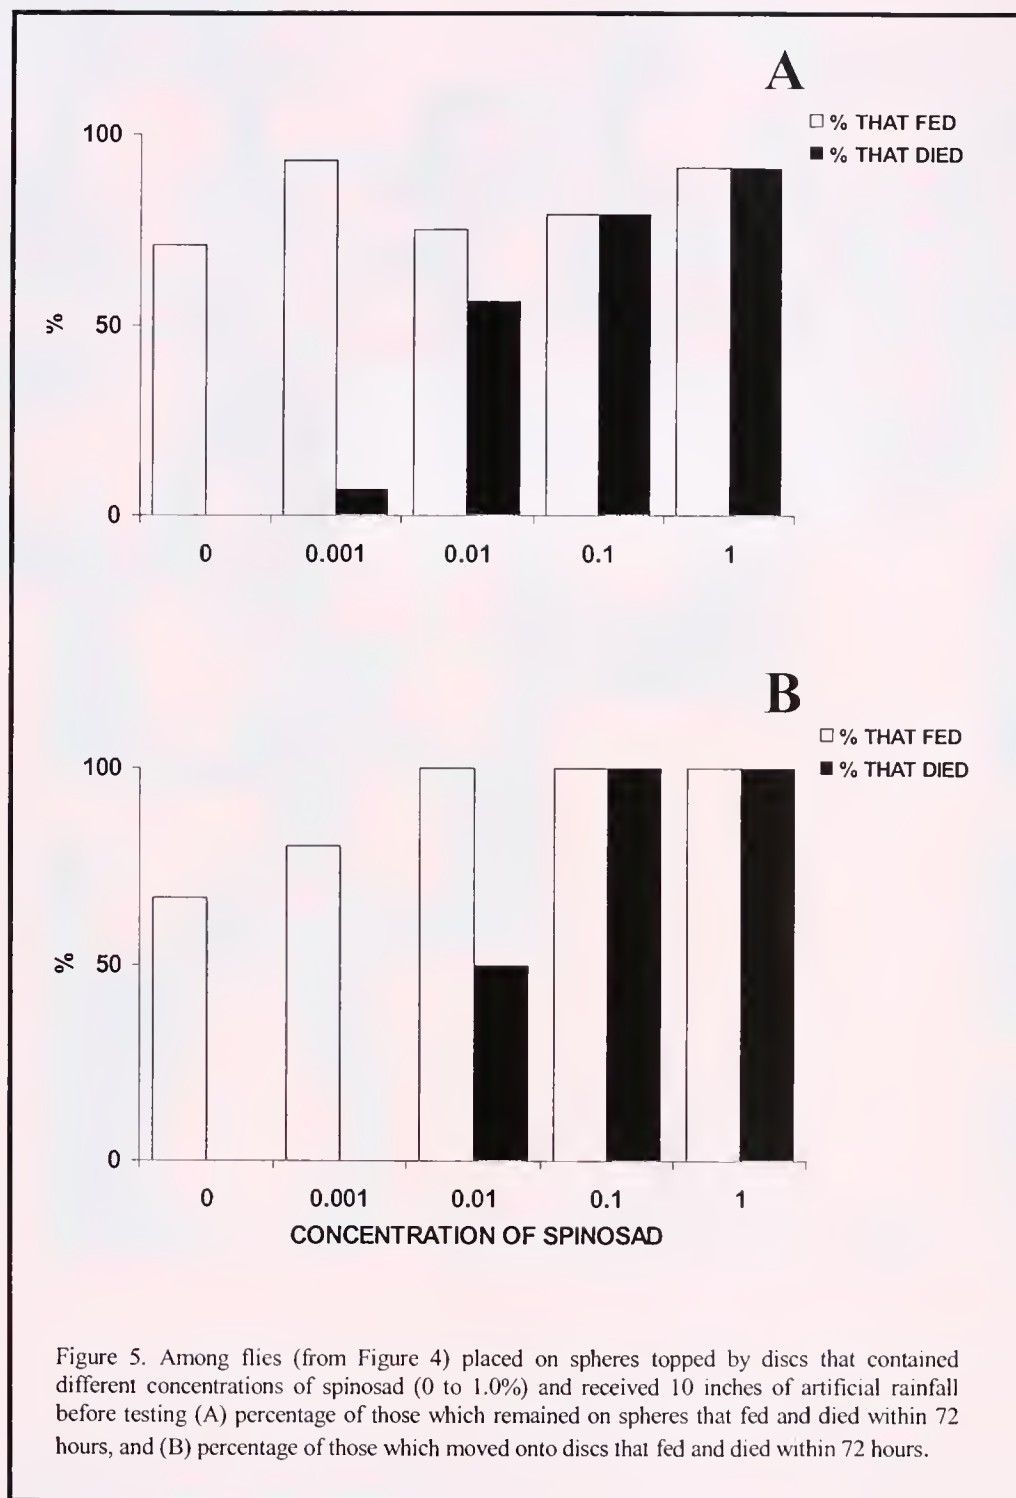 A
□ % THAT FED
■ % THAT DIED
100
50
0
%
0 0.001 0.01 0.1 1
B
□ % THAT FED
■ % THAT DIED
100
50
0
%
0 0.001 0.01 0.1 1
CONCENTRATION OF SPINOSAD
Figure 5. Among flies (from Figure 4) placed on spheres topped by discs that contained
different concentrations of spinosad (0 to 1.0%) and received 10 inches of artificial rainfall
before testing (A) percentage of those which remained on spheres that fed and died within 72
hours, and (B) percentage of those which moved onto discs that fed and died within 72 hours.